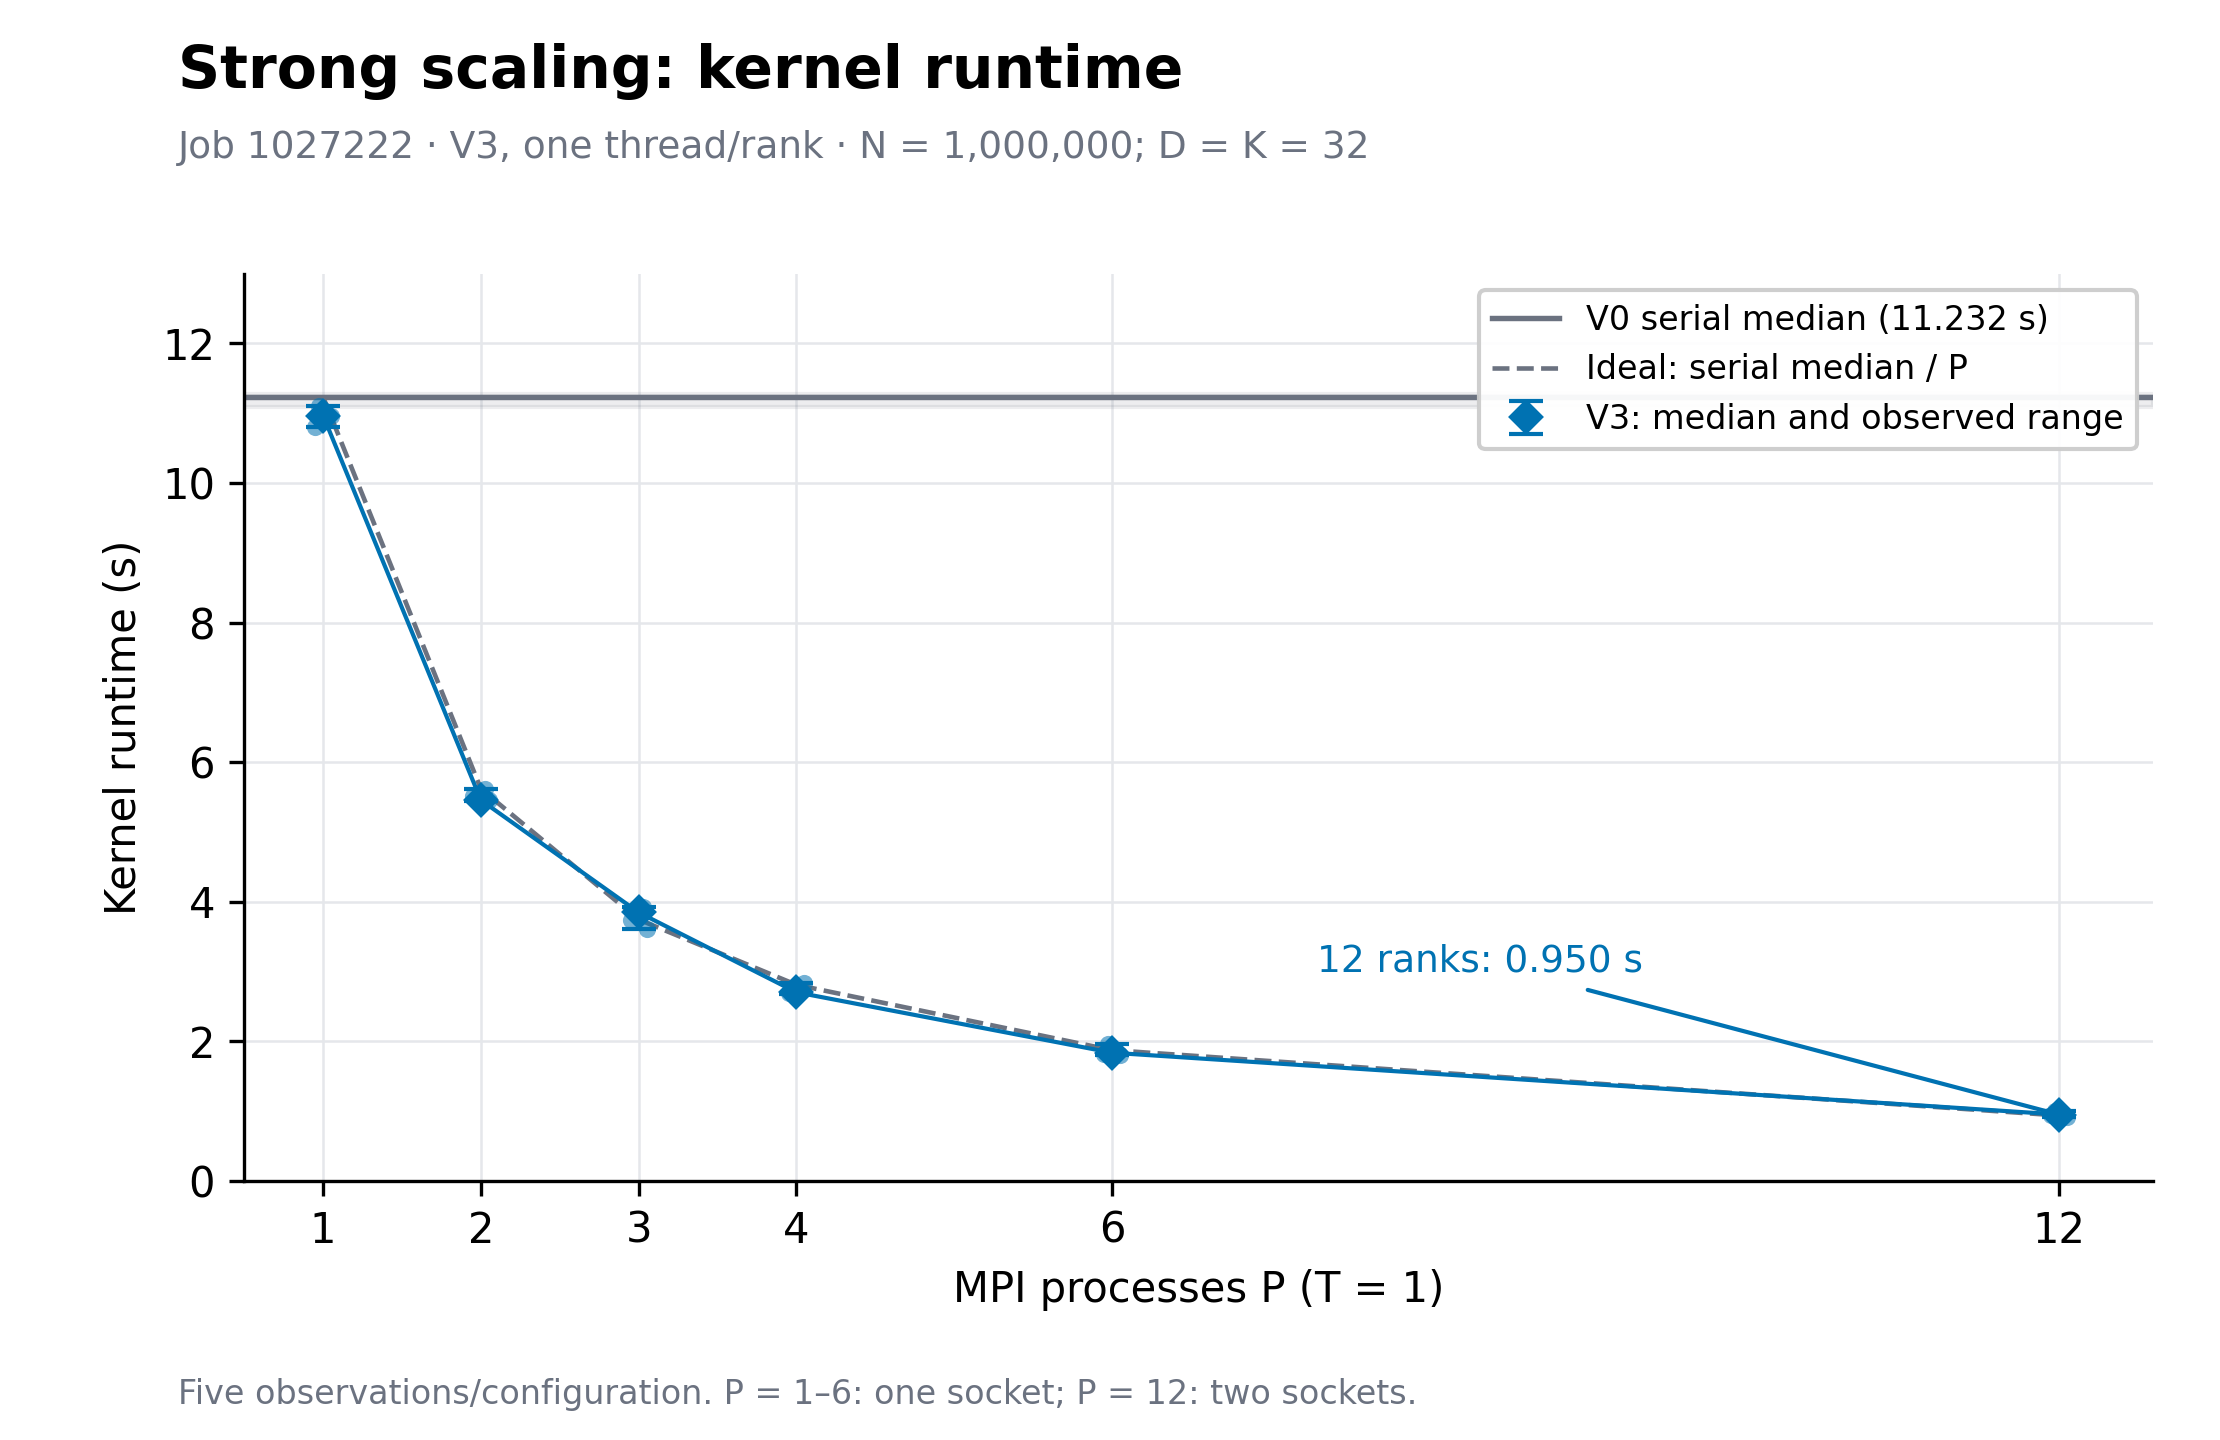 Strong scaling: kernel runtime
Job 1027222 · V3, one thread/rank · N = 1,000,000; D = K = 32
V0 serial median (11.232 s)
Ideal: serial median / P
V3: median and observed range
Kernel runtime (s)
12
10
8
6
4
2
0
12 ranks: 0.950 s
1 2 3 4 6 12
MPI processes P (T = 1)
Five observations/configuration. P = 1–6: one socket; P = 12: two sockets.